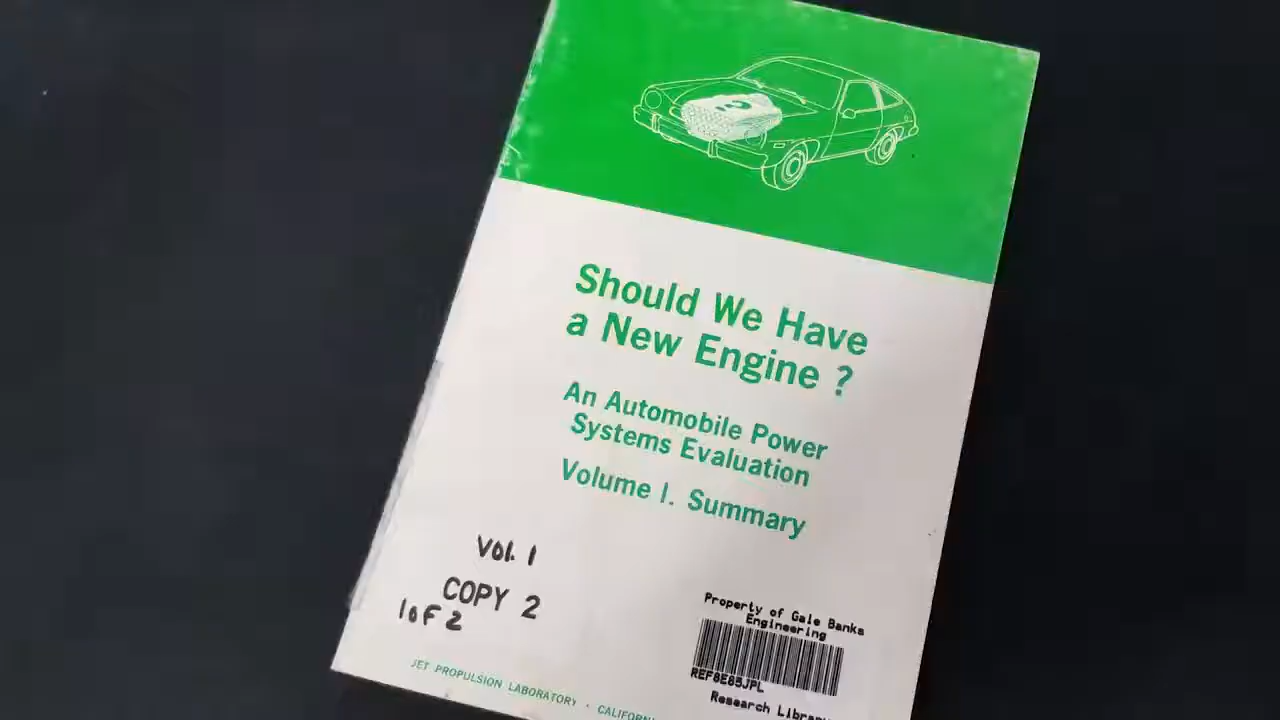 ?
Should We Have
a New Engine ?
An Automobile Power
Systems Evaluation
Volume I. Summary
Vol. 1
COPY 2
1 oF 2
Property of Gale Banks
Engineering
REF8E85JPL
Research Library
JET PROPULSION LABORATORY · CALIFORN